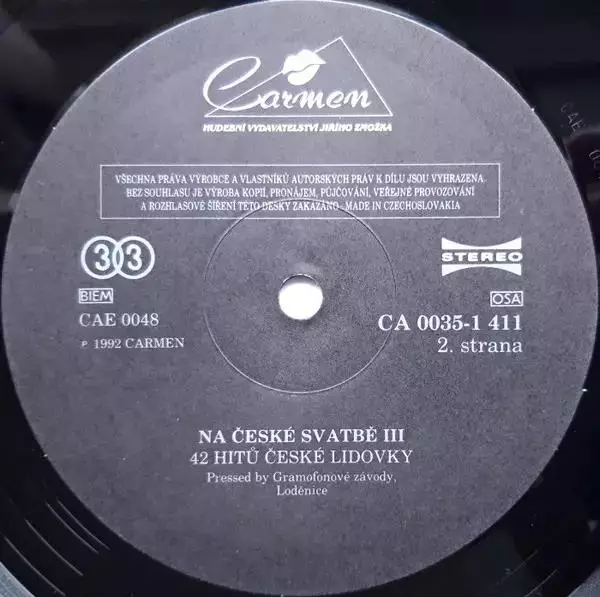 Carmen
HUDEBNÍ VYDAVATELSTVÍ JIŘÍHO ZMOŽKA
VŠECHNA PRÁVA VÝROBCE A VLASTNÍKŮ AUTORSKÝCH PRÁV K DÍLU JSOU VYHRAZENA.
BEZ SOUHLASU JE VÝROBA KOPIÍ, PRONÁJEM, PŮJČOVÁNÍ, VEŘEJNÉ PROVOZOVÁNÍ
A ROZHLASOVÉ ŠÍŘENÍ TÉTO DESKY ZAKÁZÁNO - MADE IN CZECHOSLOVAKIA
33
STEREO
BIEM
OSA
CAE 0048
CA 0035-1 411
℗ 1992 CARMEN
2. strana
NA ČESKÉ SVATBĚ III
42 HITŮ ČESKÉ LIDOVKY
Pressed by Gramofonové závody,
Loděnice